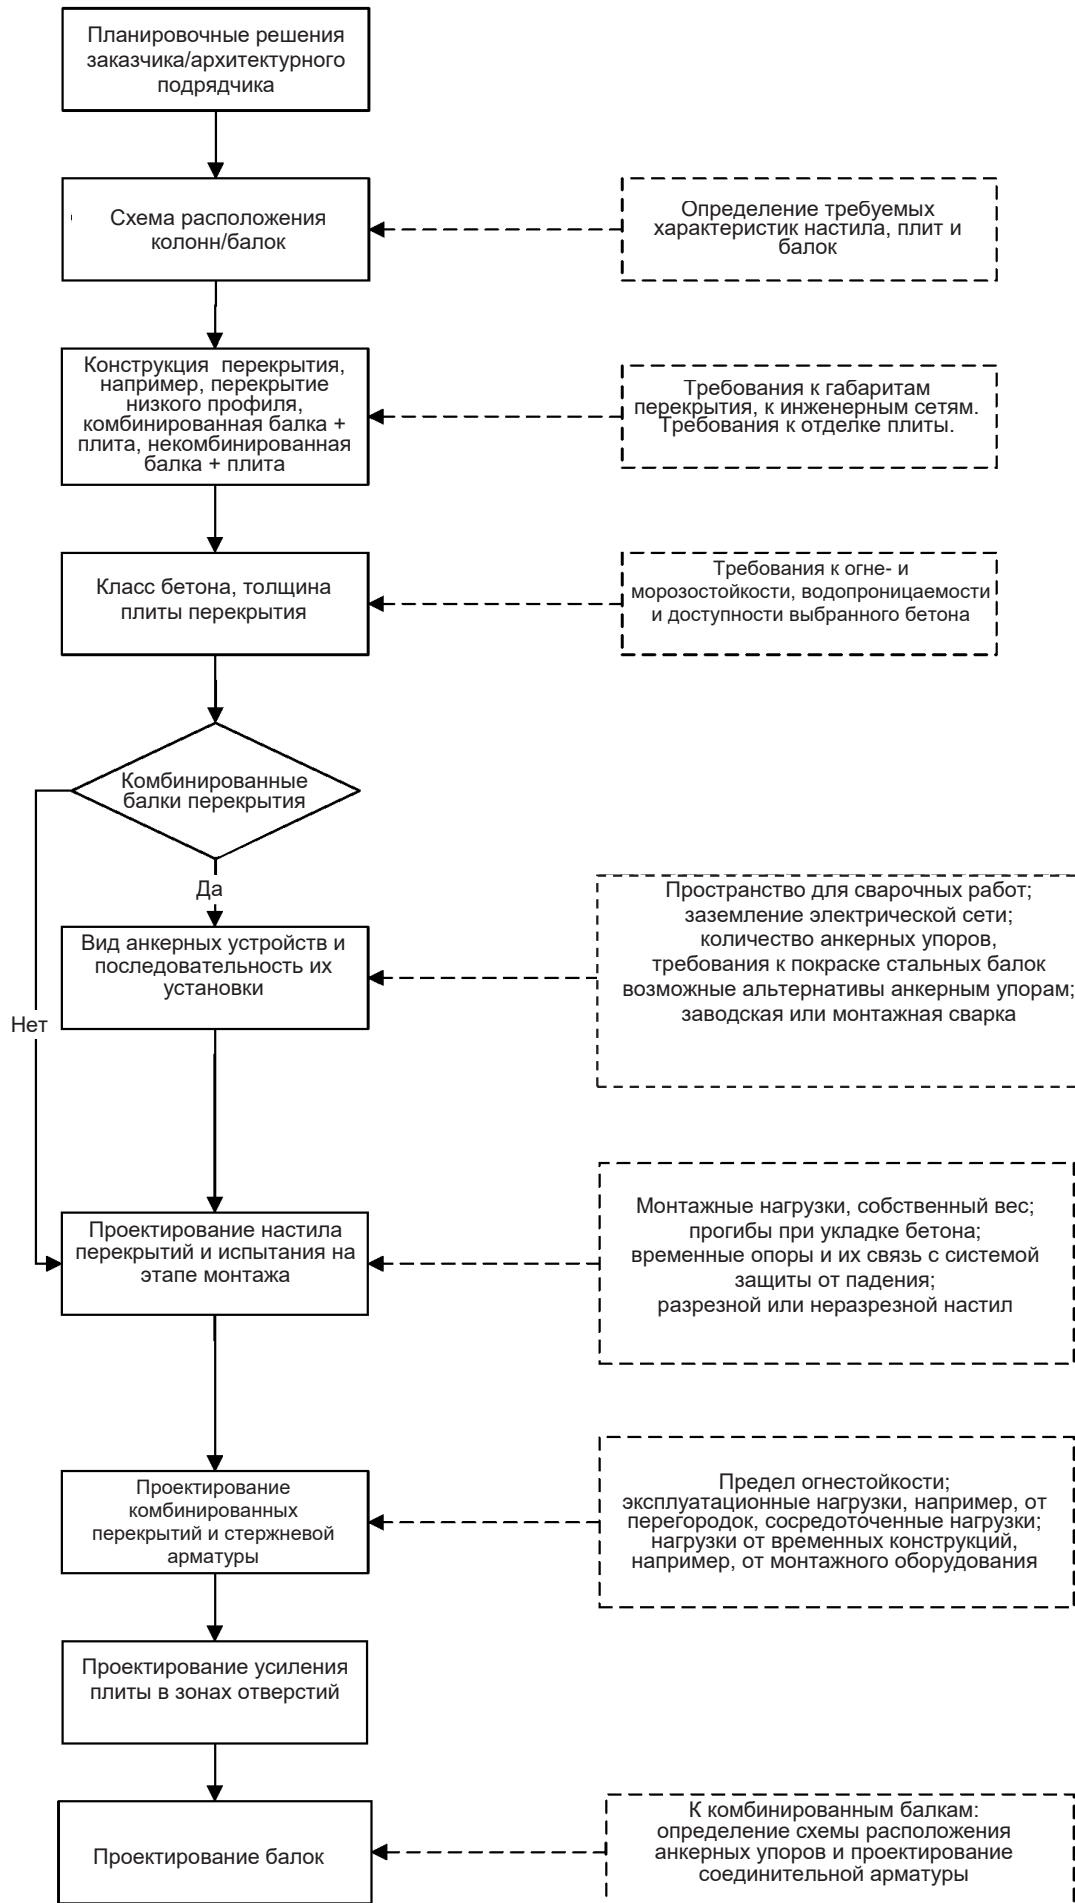 Планировочные решения
заказчика/архитектурного
подрядчика
Схема расположения
колонн/балок
Определение требуемых
характеристик настила, плит и
балок
Конструкция перекрытия,
например, перекрытие
низкого профиля,
комбинированная балка +
плита, некомбинированная
балка + плита
Требования к габаритам
перекрытия, к инженерным сетям.
Требования к отделке плиты.
Класс бетона, толщина
плиты перекрытия
Требования к огне- и
морозостойкости, водопроницаемости
и доступности выбранного бетона
Комбинированные
балки перекрытия
Да
Нет
Вид анкерных устройств и
последовательность их
установки
Пространство для сварочных работ;
заземление электрической сети;
количество анкерных упоров,
требования к покраске стальных балок
возможные альтернативы анкерным упорам;
заводская или монтажная сварка
Проектирование настила
перекрытий и испытания на
этапе монтажа
Монтажные нагрузки, собственный вес;
прогибы при укладке бетона;
временные опоры и их связь с системой
защиты от падения;
разрезной или неразрезной настил
Проектирование
комбинированных
перекрытий и стержневой
арматуры
Предел огнестойкости;
эксплуатационные нагрузки, например, от
перегородок, сосредоточенные нагрузки;
нагрузки от временных конструкций,
например, от монтажного оборудования
Проектирование усиления
плиты в зонах отверстий
Проектирование балок
К комбинированным балкам:
определение схемы расположения
анкерных упоров и проектирование
соединительной арматуры